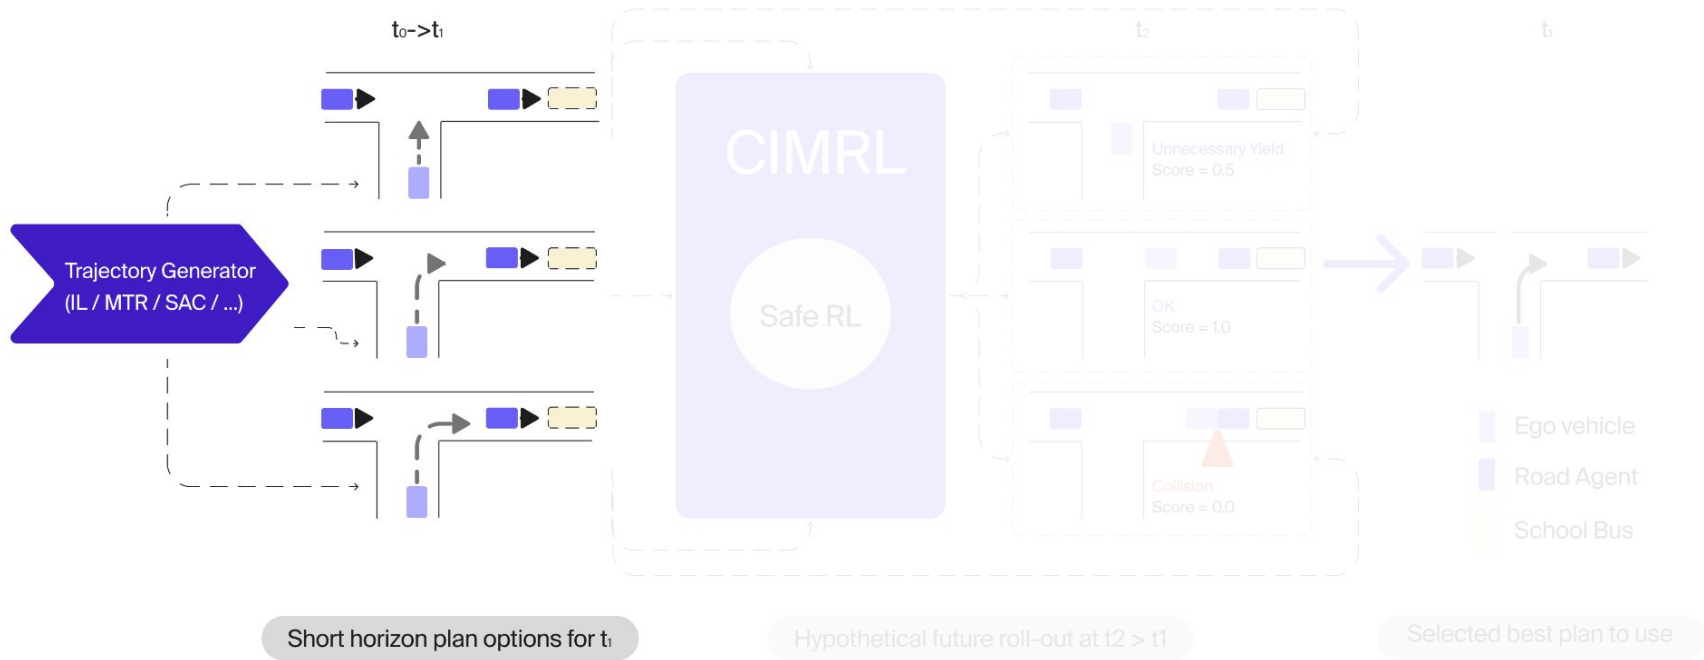 t₀->t₁
t₂
t₁
CIMRL
Safe RL
Trajectory Generator
(IL / MTR / SAC / ...)
Unnecessary Yield
Score = 0.5
OK
Score = 1.0
Collision
Score = 0.0
Ego vehicle
Road Agent
School Bus
Short horizon plan options for t₁
Hypothetical future roll-out at t2 > t1
Selected best plan to use